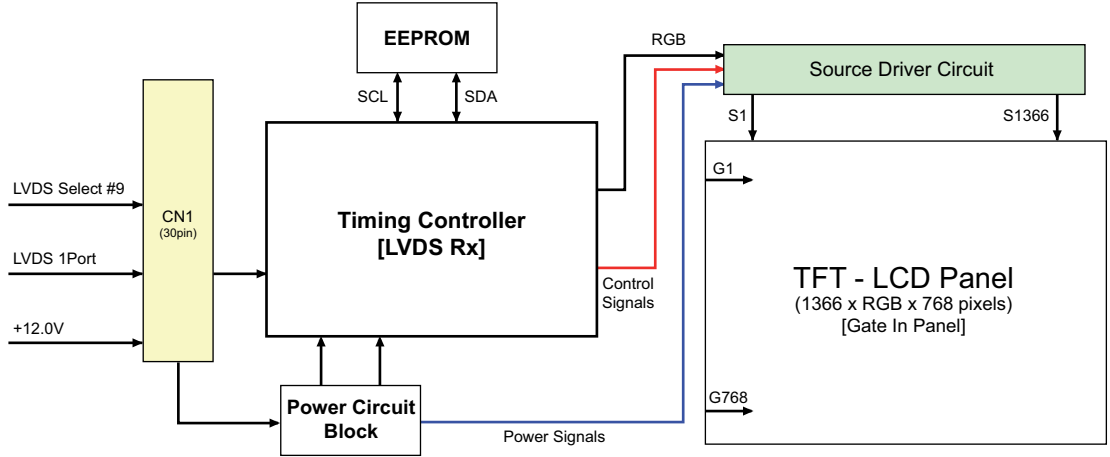 EEPROM
SCL
SDA
RGB
Source Driver Circuit
S1
S1366
LVDS Select #9
LVDS 1Port
+12.0V
CN1
(30pin)
Timing Controller
[LVDS Rx]
Control
Signals
Power Circuit
Block
Power Signals
G1
TFT - LCD Panel
(1366 x RGB x 768 pixels)
[Gate In Panel]
G768